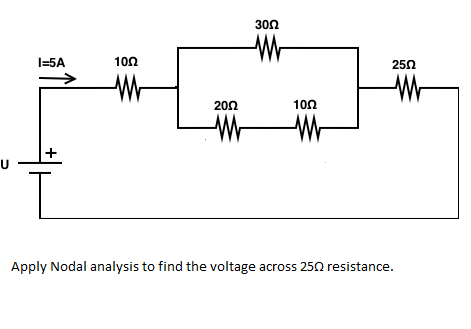 30Ω
I=5A
10Ω
25Ω
20Ω
10Ω
+
U
Apply Nodal analysis to find the voltage across 25Ω resistance.